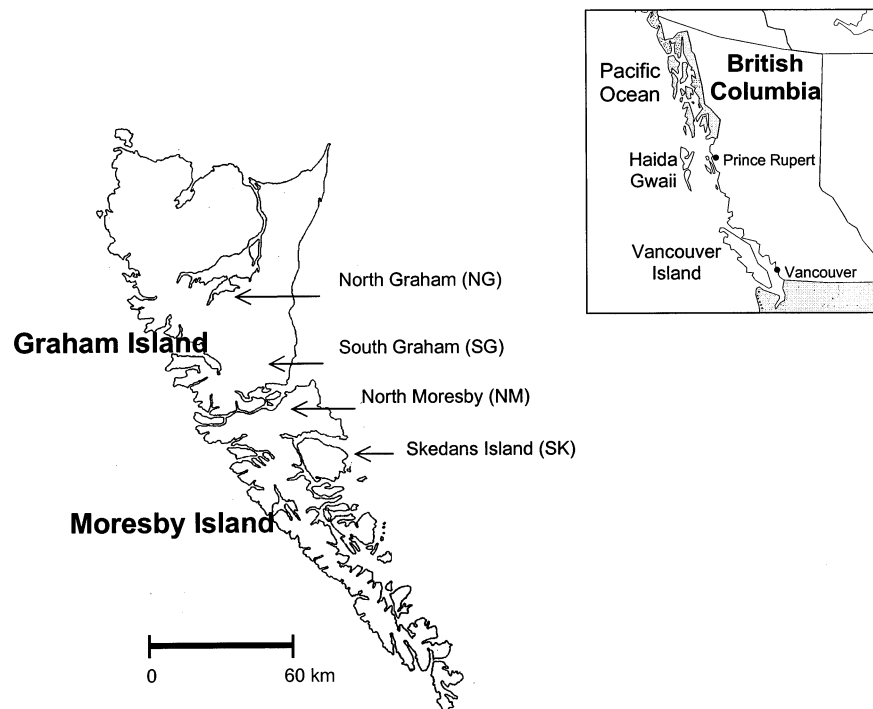 North Graham (NG)
Graham Island
South Graham (SG)
North Moresby (NM)
Skedans Island (SK)
Moresby Island
0
60 km
Pacific
Ocean
British
Columbia
Haida
Gwaii
Prince Rupert
Vancouver
Island
Vancouver